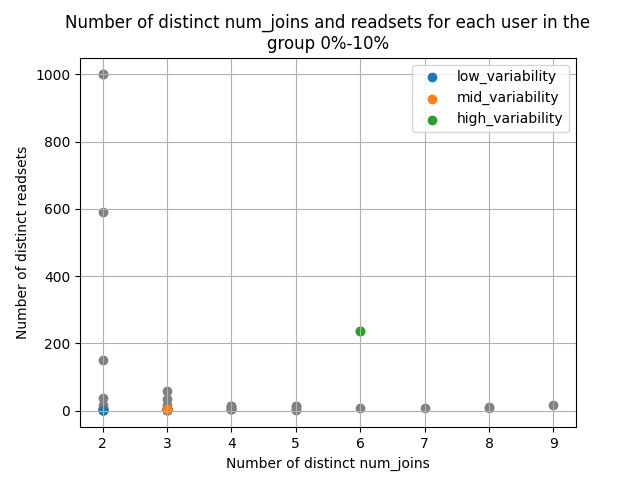 Number of distinct num_joins and readsets for each user in the
group 0%-10%
1000
800
600
400
200
0
Number of distinct readsets
low_variability
mid_variability
high_variability
2 3 4 5 6 7 8 9
Number of distinct num_joins